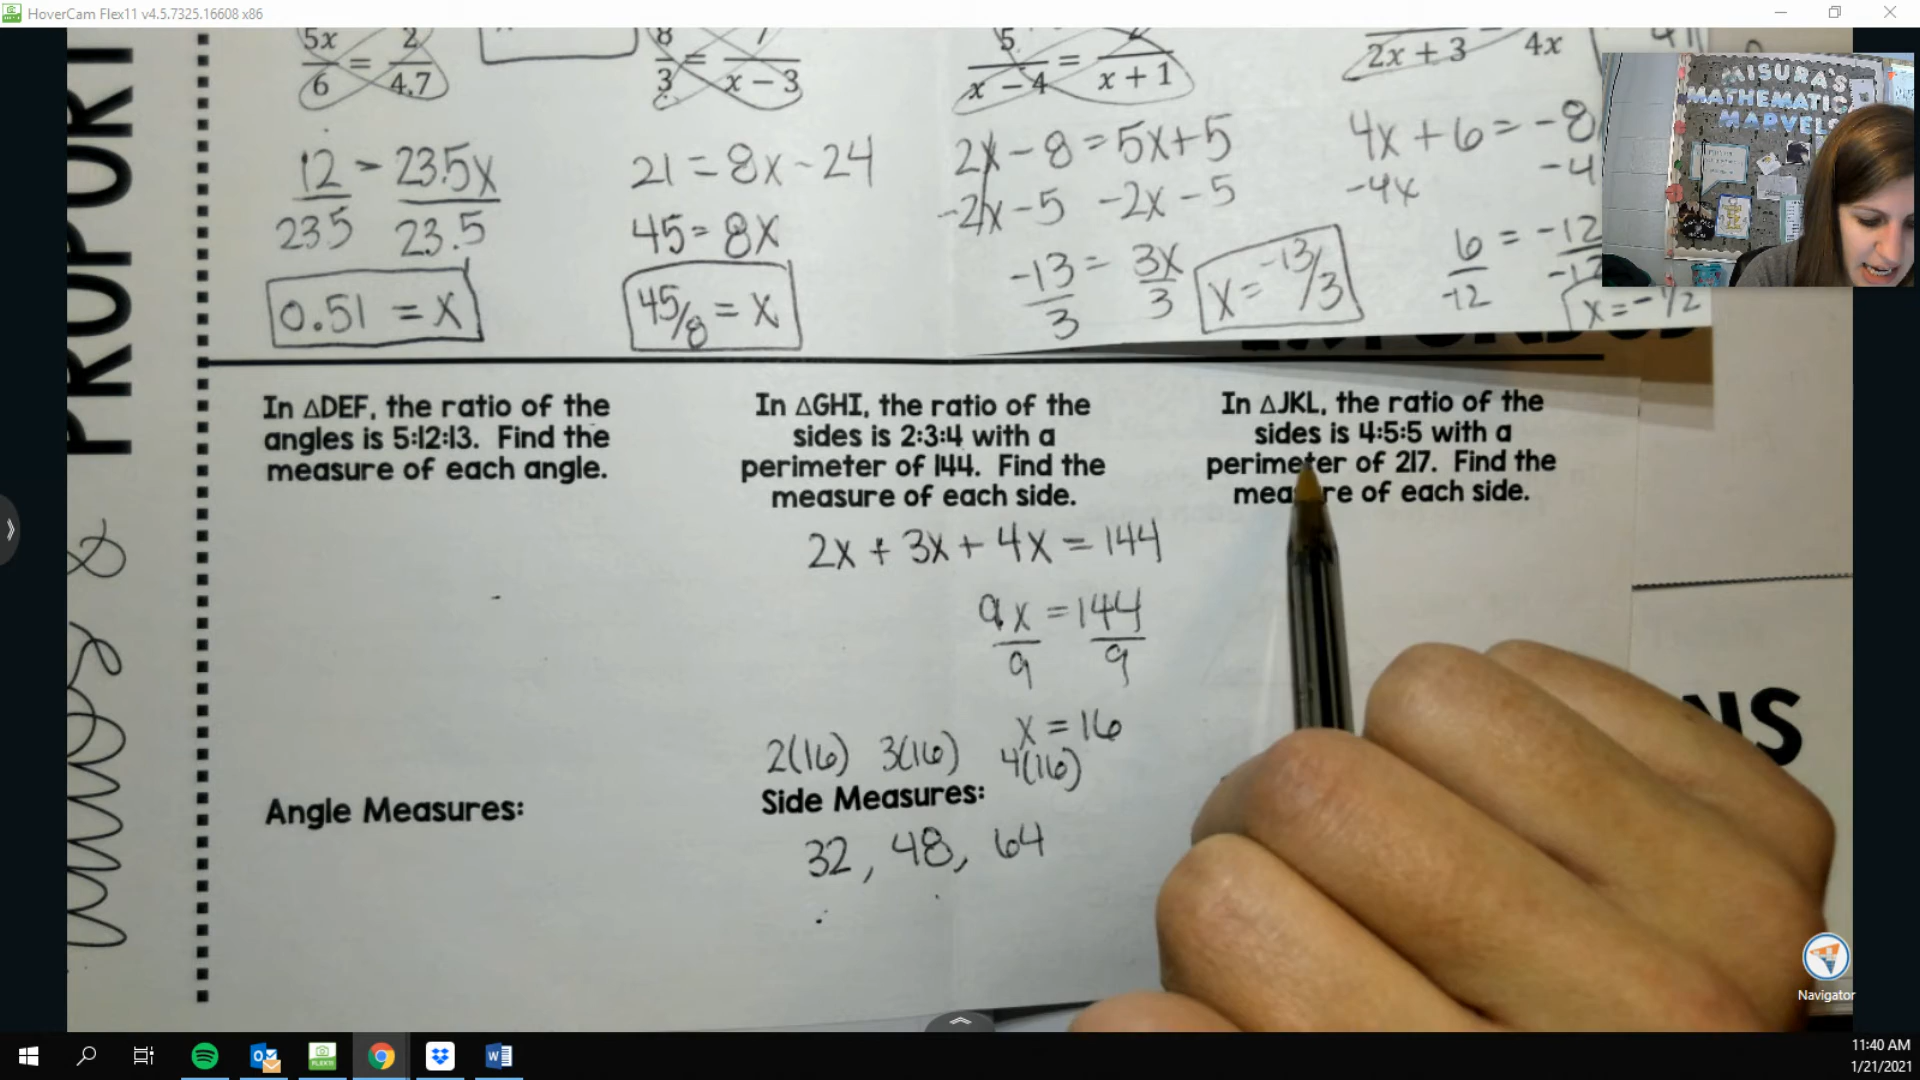 HoverCam Flex11 v4.5.7325.16608 x86
PROPORT
&
5x/6 = 2/4.7
8/3 = 7/(x − 3)
5/(x − 4) = 2/(x + 1)
2x + 3
4x
12 = 23.5x
235 23.5
0.51 = x
21 = 8x − 24
45 = 8x
45/8 = x
2x − 8 = 5x + 5
-2x − 5 -2x − 5
-13 = 3x
3 3
x = -13/3
4x + 6 = -8
-4x -4
6 = -12
-12 -12
x = -1/2
MISURA'S
MATHEMATIC
MARVELS
In △DEF, the ratio of the
angles is 5:12:13. Find the
measure of each angle.
Angle Measures:
In △GHI, the ratio of the
sides is 2:3:4 with a
perimeter of 144. Find the
measure of each side.
2x + 3x + 4x = 144
9x = 144
9 9
x = 16
2(16) 3(16) 4(16)
Side Measures:
32, 48, 64
In △JKL, the ratio of the
sides is 4:5:5 with a
perimeter of 217. Find the
measure of each side.
NS
Navigator
11:40 AM
1/21/2021